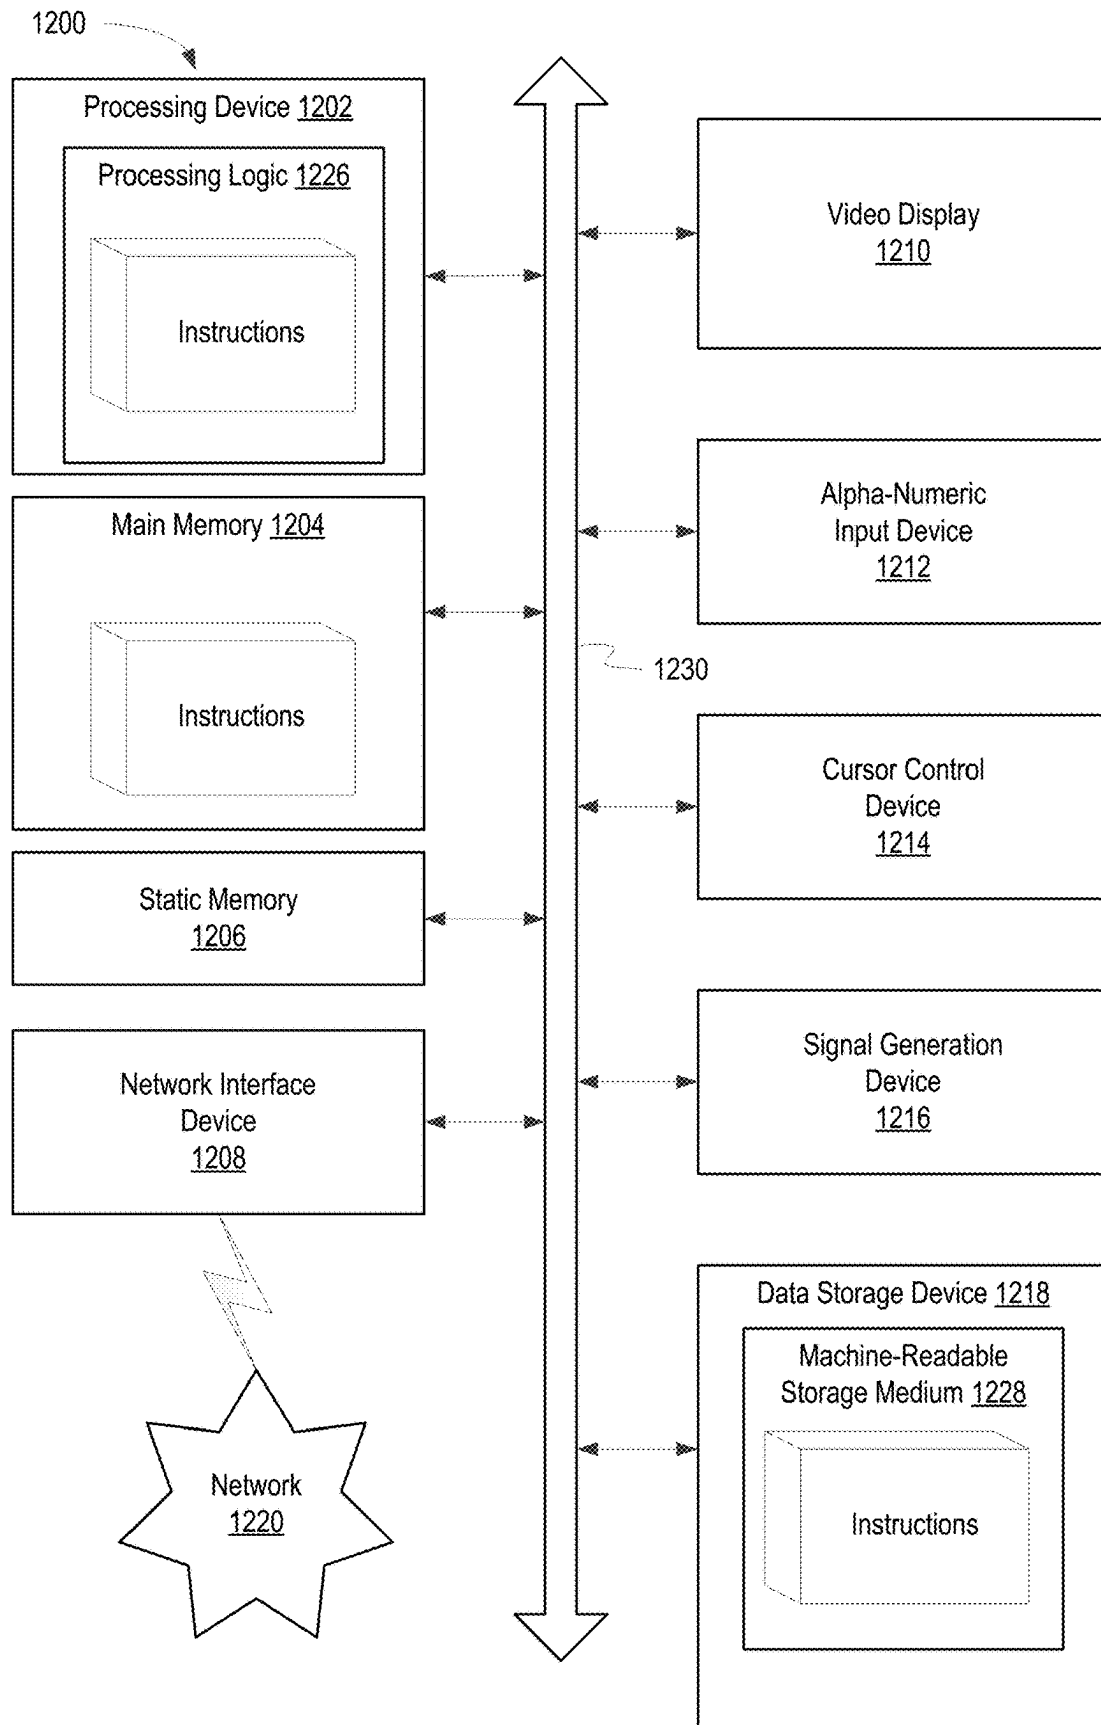 1200
Processing Device 1202
Processing Logic 1226
Instructions
Main Memory 1204
Instructions
Static Memory
1206
Network Interface
Device
1208
Network
1220
1230
Video Display
1210
Alpha-Numeric
Input Device
1212
Cursor Control
Device
1214
Signal Generation
Device
1216
Data Storage Device 1218
Machine-Readable
Storage Medium 1228
Instructions